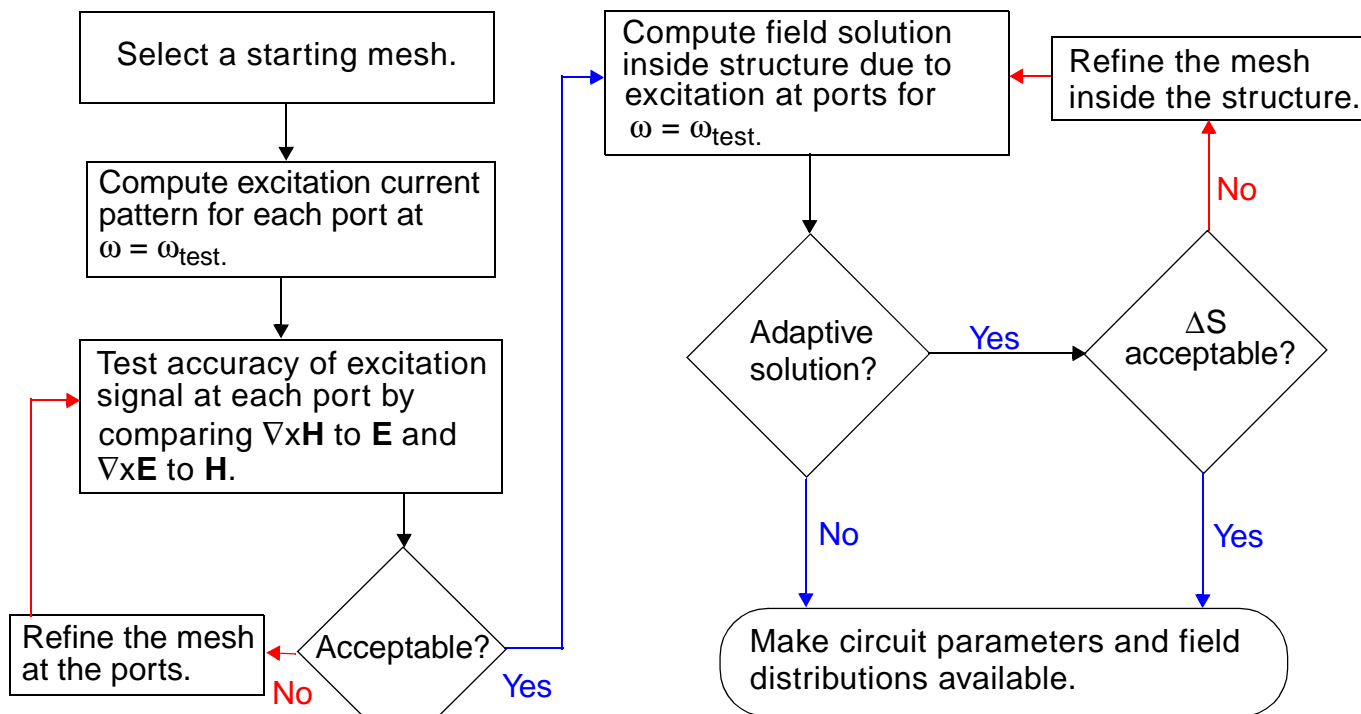 Select a starting mesh.
Compute excitation current
pattern for each port at
ω = ωtest.
Test accuracy of excitation
signal at each port by
comparing ∇xH to E and
∇xE to H.
Acceptable?
No
Refine the mesh
at the ports.
Yes
Compute field solution
inside structure due to
excitation at ports for
ω = ωtest.
Adaptive
solution?
Yes
No
ΔS
acceptable?
No
Refine the mesh
inside the structure.
Yes
Make circuit parameters and field
distributions available.